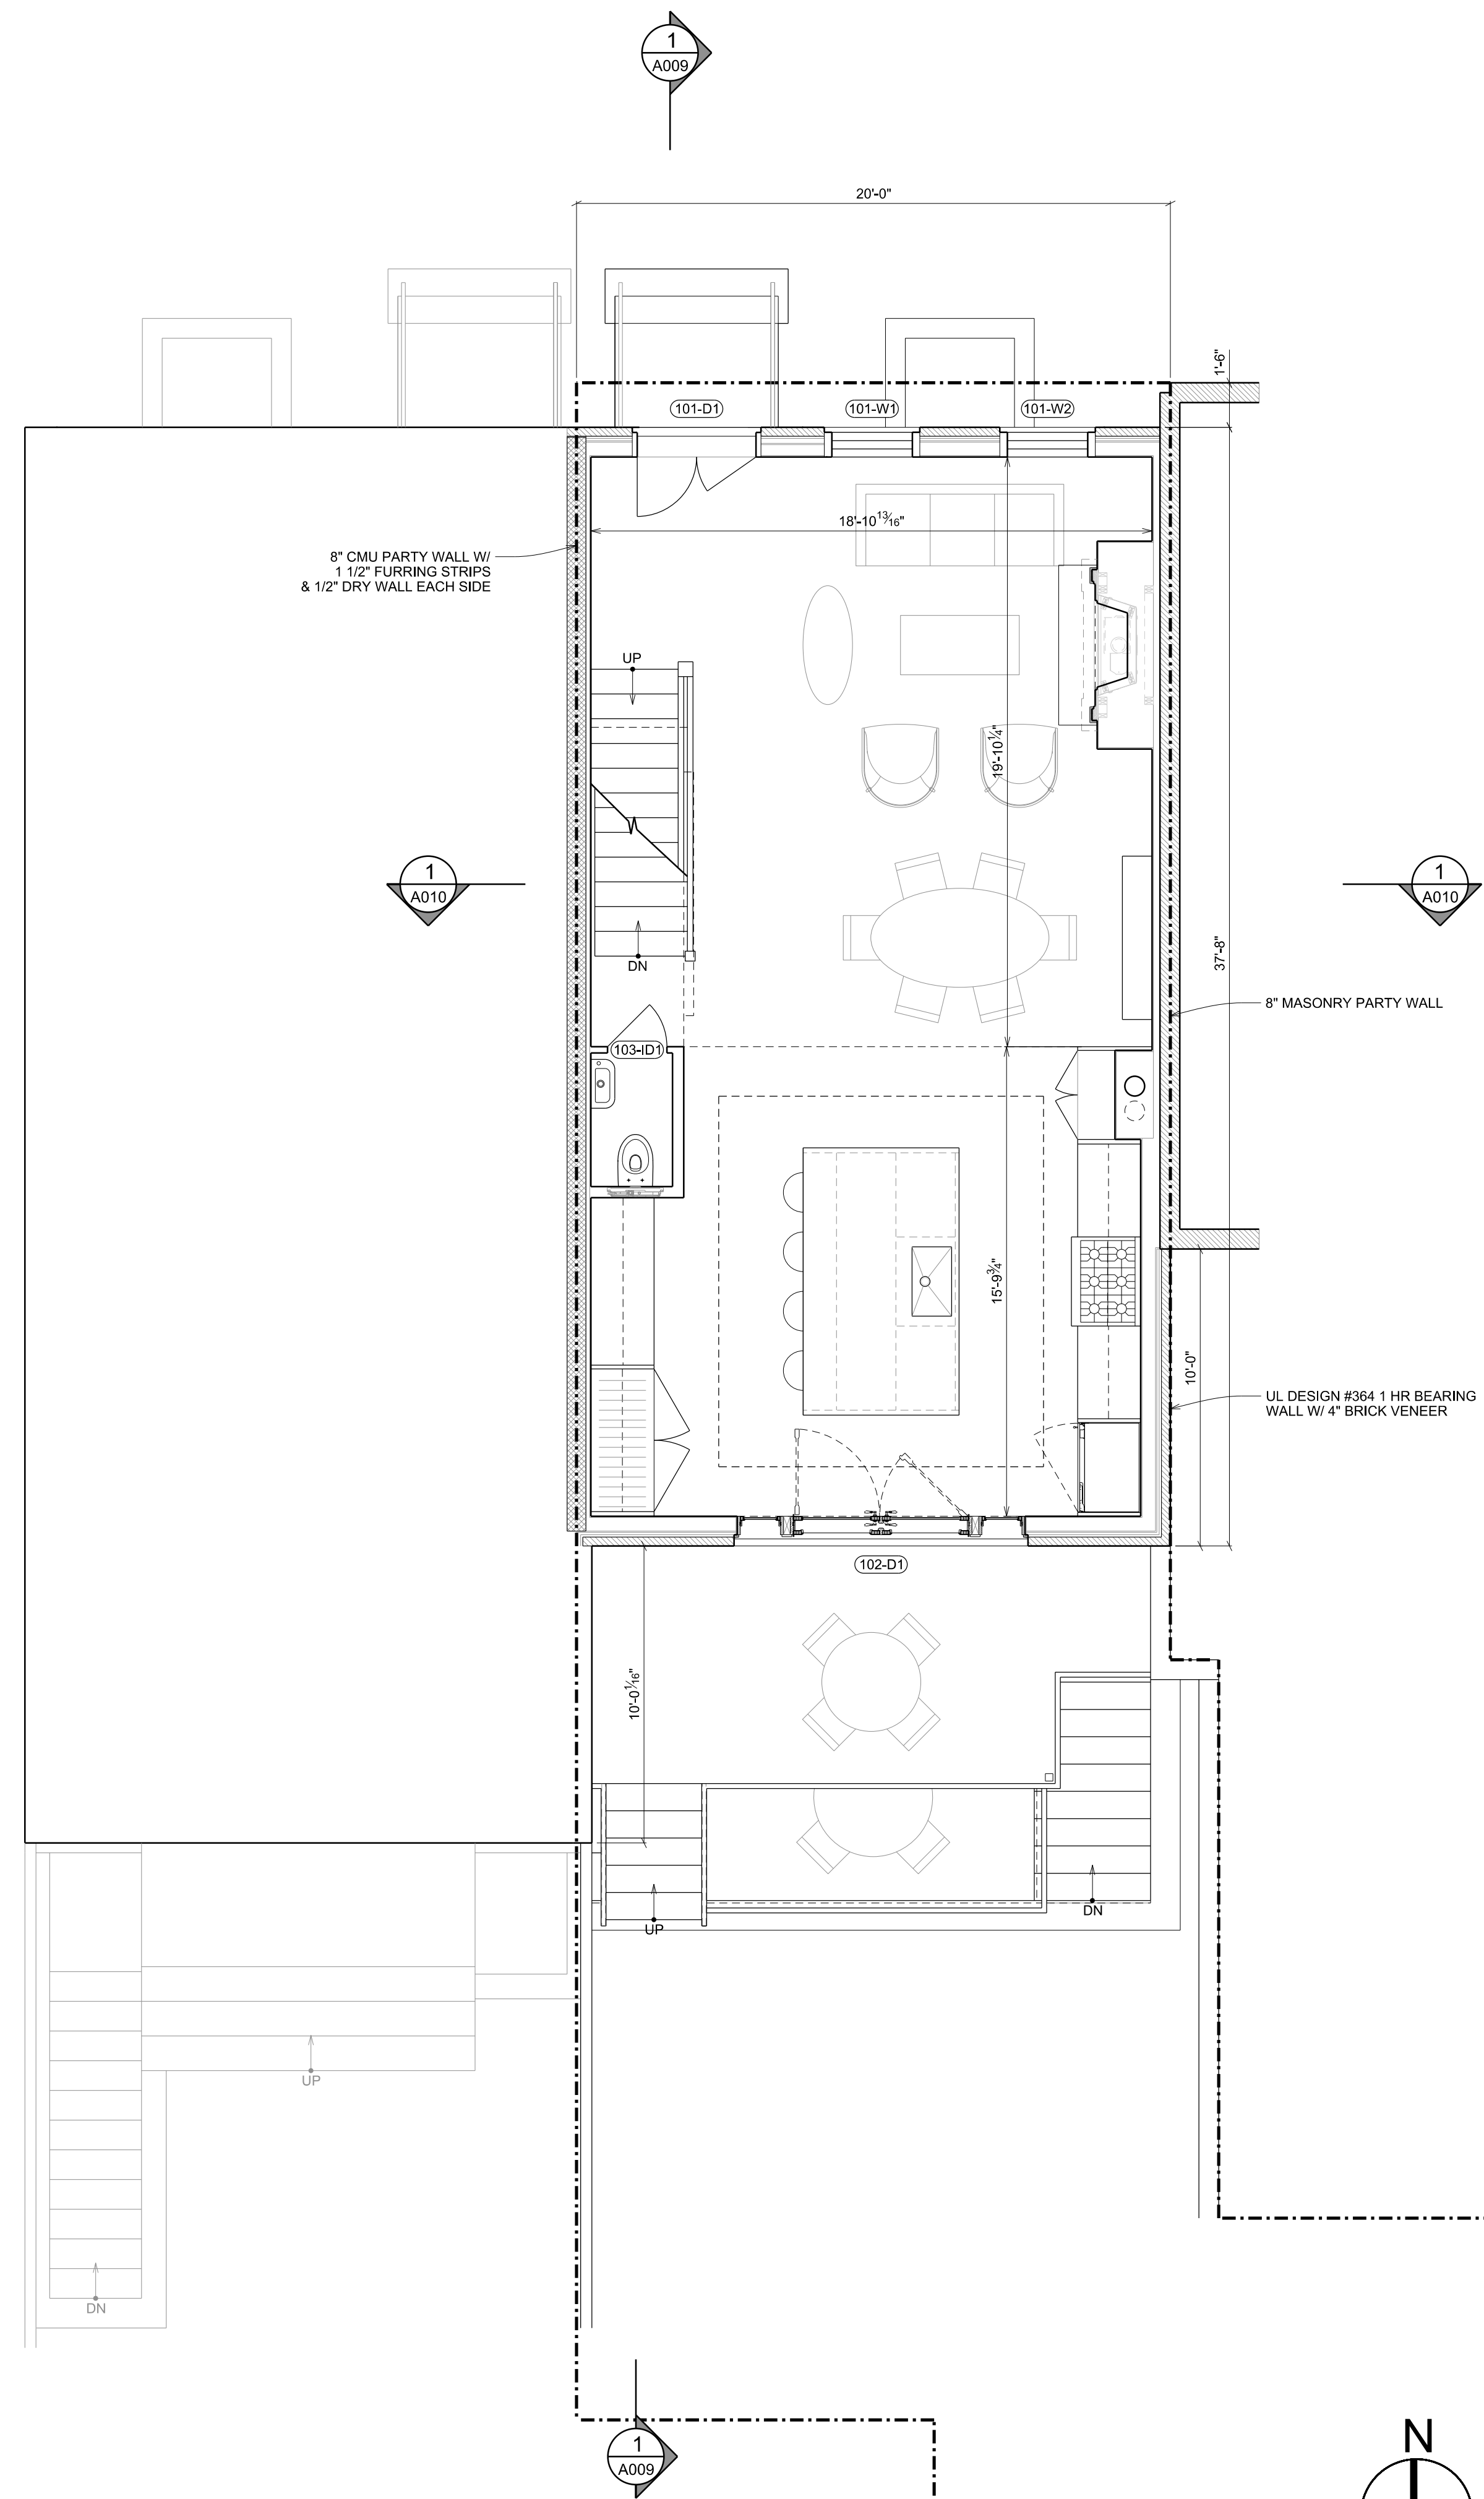 1
A009
20'-0"
1'-6"
101-D1
101-W1
101-W2
18'-10 13⁄16"
8" CMU PARTY WALL W/
1 1/2" FURRING STRIPS
& 1/2" DRY WALL EACH SIDE
UP
19'-10 1⁄4"
1
A010
1
A010
37'-8"
DN
8" MASONRY PARTY WALL
103-ID1
15'-9 3⁄4"
10'-0"
UL DESIGN #364 1 HR BEARING
WALL W/ 4" BRICK VENEER
102-D1
10'-0 1⁄16"
DN
UP
UP
DN
1
A009
N